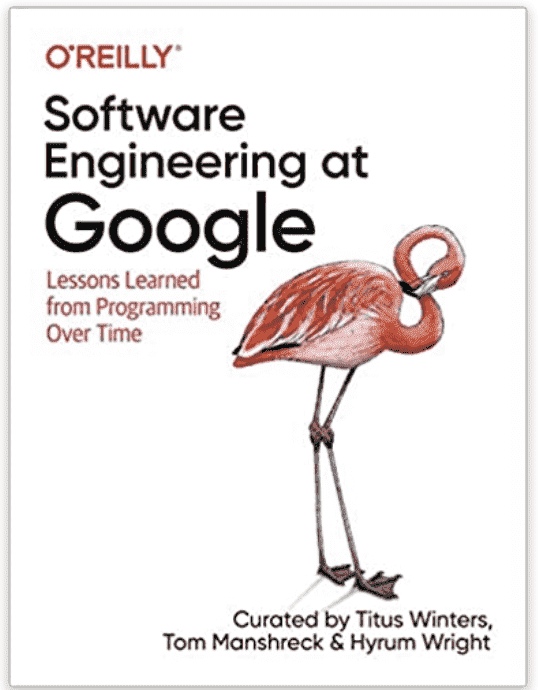 O'REILLY®
Software
Engineering at
Google
Lessons Learned
from Programming
Over Time
Curated by Titus Winters,
Tom Manshreck & Hyrum Wright